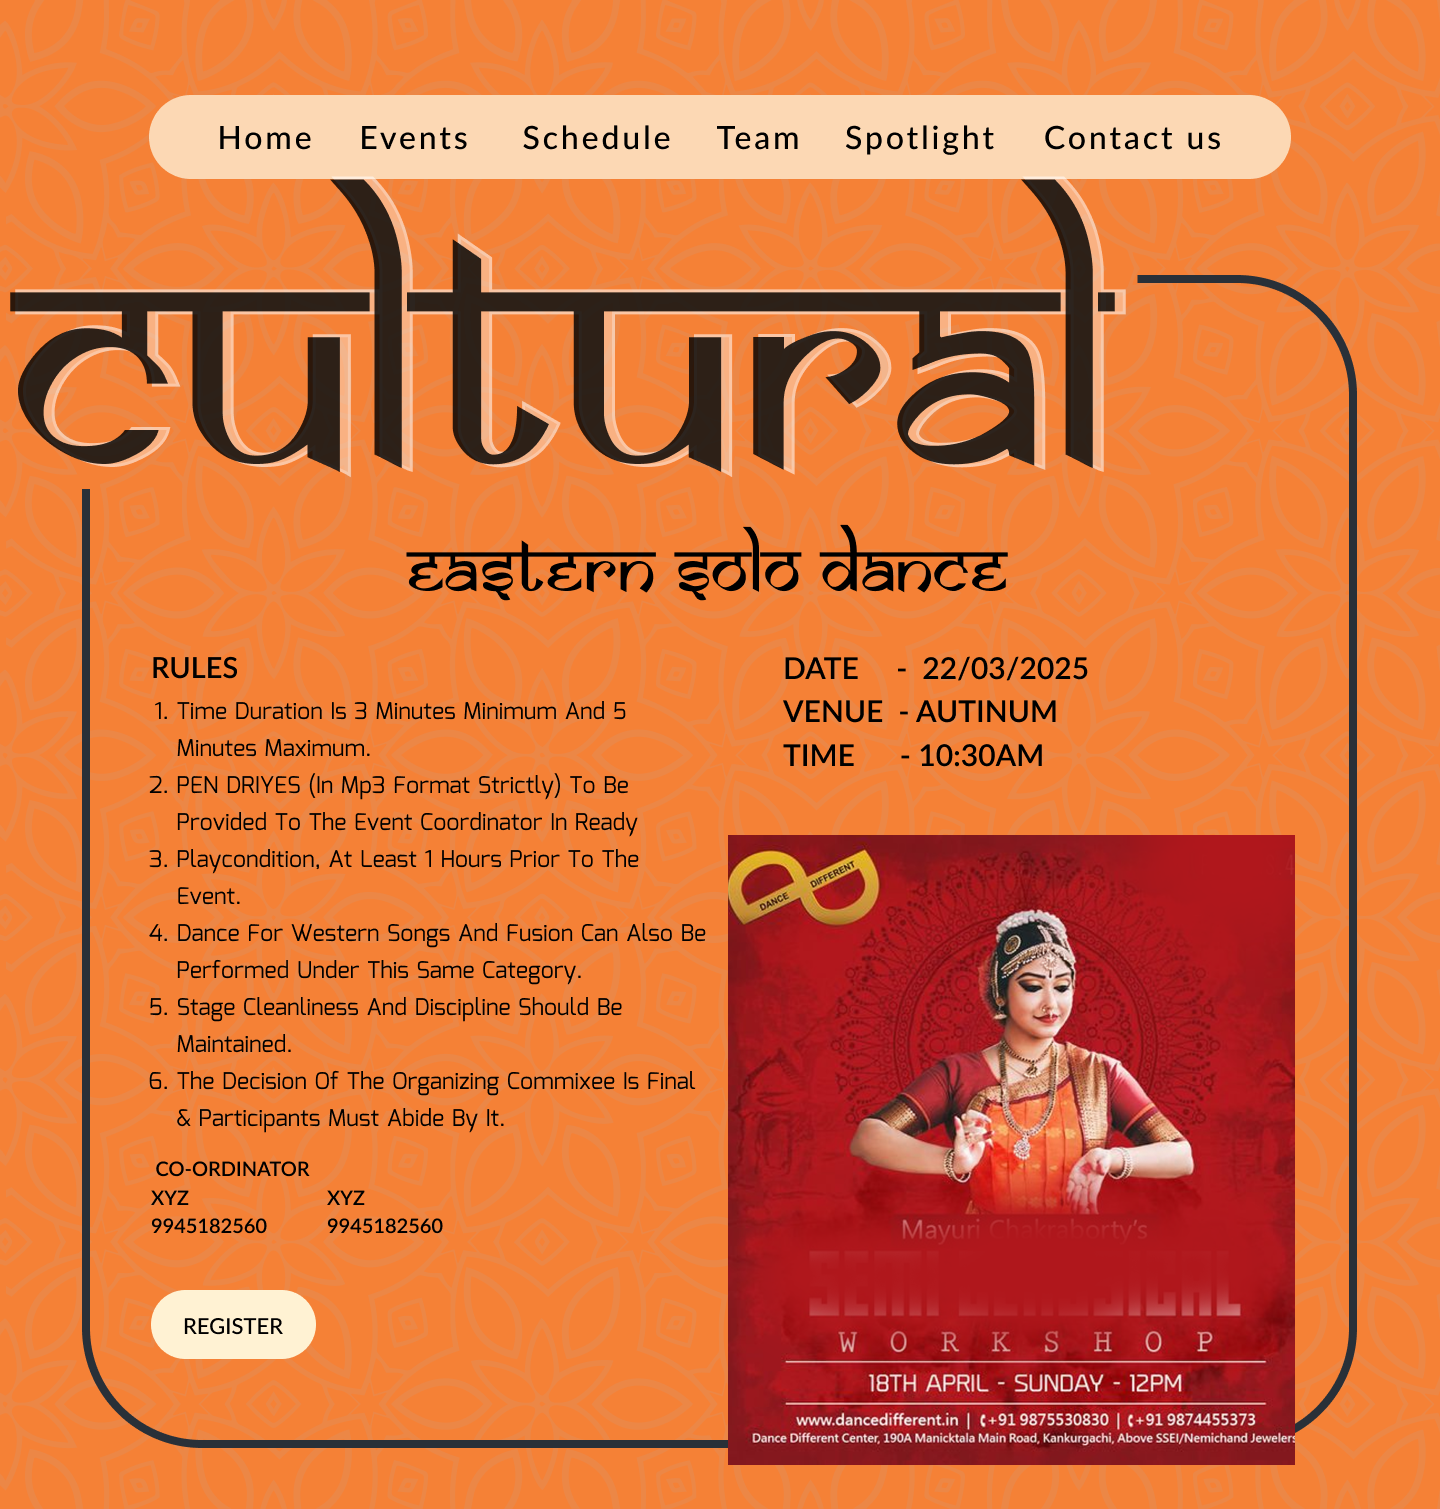 Home Events Schedule Team Spotlight Contact us
cultural
eastern solo dance
RULES
1. Time Duration Is 3 Minutes Minimum And 5
Minutes Maximum.
2. PEN DRIYES (In Mp3 Format Strictly) To Be
Provided To The Event Coordinator In Ready
3. Playcondition, At Least 1 Hours Prior To The
Event.
4. Dance For Western Songs And Fusion Can Also Be
Performed Under This Same Category.
5. Stage Cleanliness And Discipline Should Be
Maintained.
6. The Decision Of The Organizing Commixee Is Final
& Participants Must Abide By It.
CO-ORDINATOR
XYZ XYZ
9945182560 9945182560
REGISTER
DATE - 22/03/2025
VENUE - AUTINUM
TIME - 10:30AM
DANCE DIFFERENT
Mayuri Chakraborty's
SEMI CLASSICAL
WORKSHOP
18TH APRIL - SUNDAY - 12PM
www.dancedifferent.in | +91 9875530830 | +91 9874455373
Dance Different Center, 190A Manicktala Main Road, Kankurgachi, Above SSEI/Nemichand Jewelers